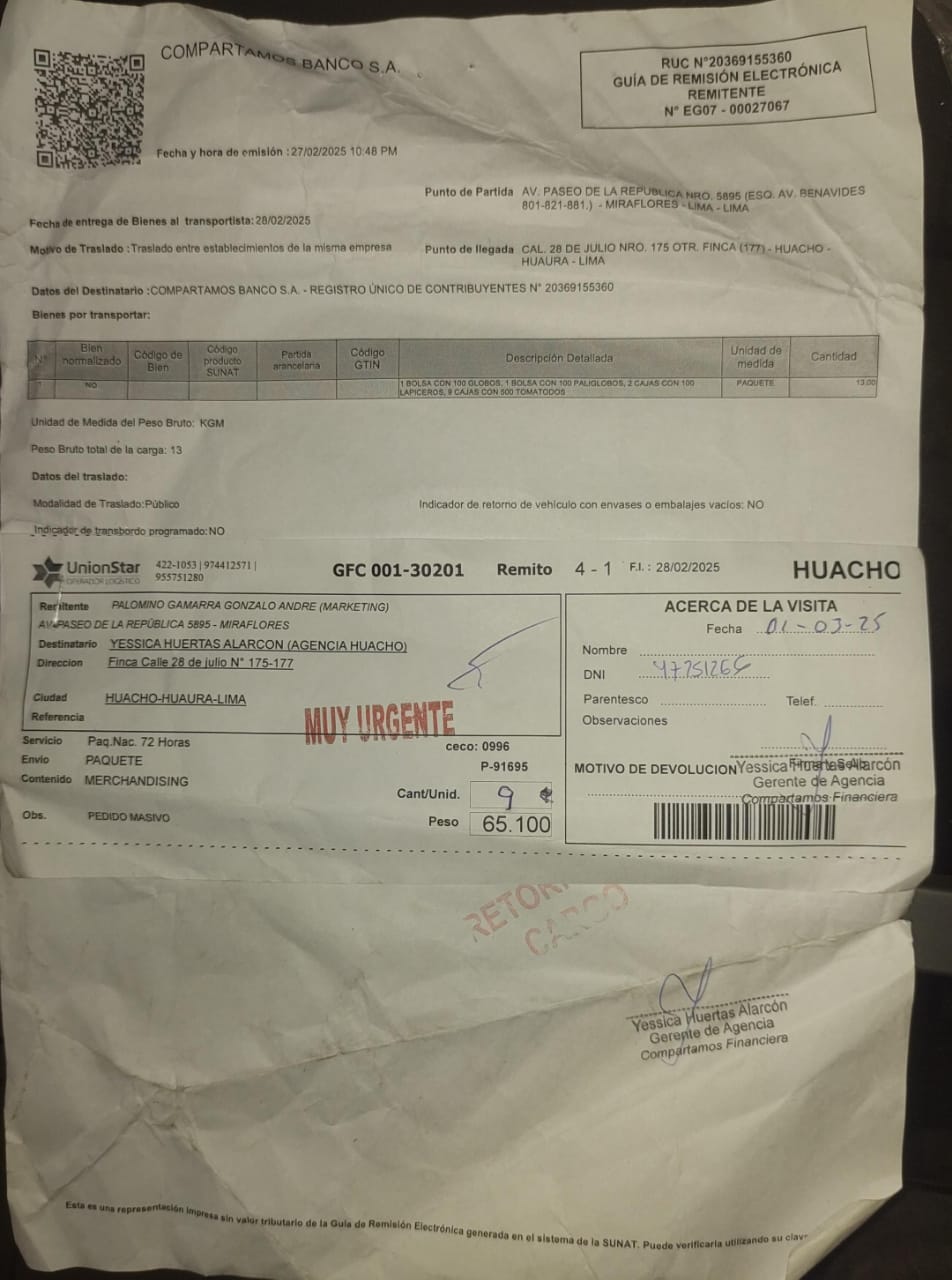 COMPARTAMOS BANCO S.A.
RUC N°20369155360
GUÍA DE REMISIÓN ELECTRÓNICA
REMITENTE
N° EG07 - 00027067
Fecha y hora de emisión :27/02/2025 10:48 PM
Punto de Partida AV. PASEO DE LA REPUBLICA NRO. 5895 (ESQ. AV. BENAVIDES
801-821-881.) - MIRAFLORES - LIMA - LIMA
Fecha de entrega de Bienes al transportista:28/02/2025
Motivo de Traslado :Traslado entre establecimientos de la misma empresa
Punto de llegada CAL. 28 DE JULIO NRO. 175 OTR. FINCA (177) - HUACHO -
HUAURA - LIMA
Datos del Destinatario :COMPARTAMOS BANCO S.A. - REGISTRO ÚNICO DE CONTRIBUYENTES N° 20369155360
Bienes por transportar:
N° Bien normalizado Código de Bien Código producto SUNAT Partida arancelaria Código GTIN Descripción Detallada Unidad de medida Cantidad
NO 1 BOLSA CON 100 GLOBOS, 1 BOLSA CON 100 PALIGLOBOS, 2 CAJAS CON 100 PAQUETE 13.00
LAPICEROS, 9 CAJAS CON 500 TOMATODOS
Unidad de Medida del Peso Bruto: KGM
Peso Bruto total de la carga: 13
Datos del traslado:
Modalidad de Traslado:Público
Indicador de retorno de vehículo con envases o embalajes vacíos: NO
Indicador de transbordo programado:NO
UnionStar
OPERADOR LOGÍSTICO
422-1053 | 974412571 |
955751280
GFC 001-30201 Remito 4 - 1 F.I. : 28/02/2025 HUACHO
Remitente PALOMINO GAMARRA GONZALO ANDRE (MARKETING)
AV. PASEO DE LA REPÚBLICA 5895 - MIRAFLORES
Destinatario YESSICA HUERTAS ALARCON (AGENCIA HUACHO)
Direccion Finca Calle 28 de julio N° 175-177
Ciudad HUACHO-HUAURA-LIMA
Referencia
MUY URGENTE
Servicio Paq.Nac. 72 Horas
Envio PAQUETE
Contenido MERCHANDISING
Obs. PEDIDO MASIVO
ceco: 0996
P-91695
Cant/Unid. 9
Peso 65.100
ACERCA DE LA VISITA
Fecha 01-03-25
Nombre
DNI
Parentesco Telef.
Observaciones
MOTIVO DE DEVOLUCION
Yessica Huertas Alarcón
Gerente de Agencia
Compartamos Financiera
CARGO
Yessica Huertas Alarcón
Gerente de Agencia
Compartamos Financiera
Esta es una representación impresa sin valor tributario de la Guía de Remisión Electrónica generada en el sistema de la SUNAT. Puede verificarla utilizando su